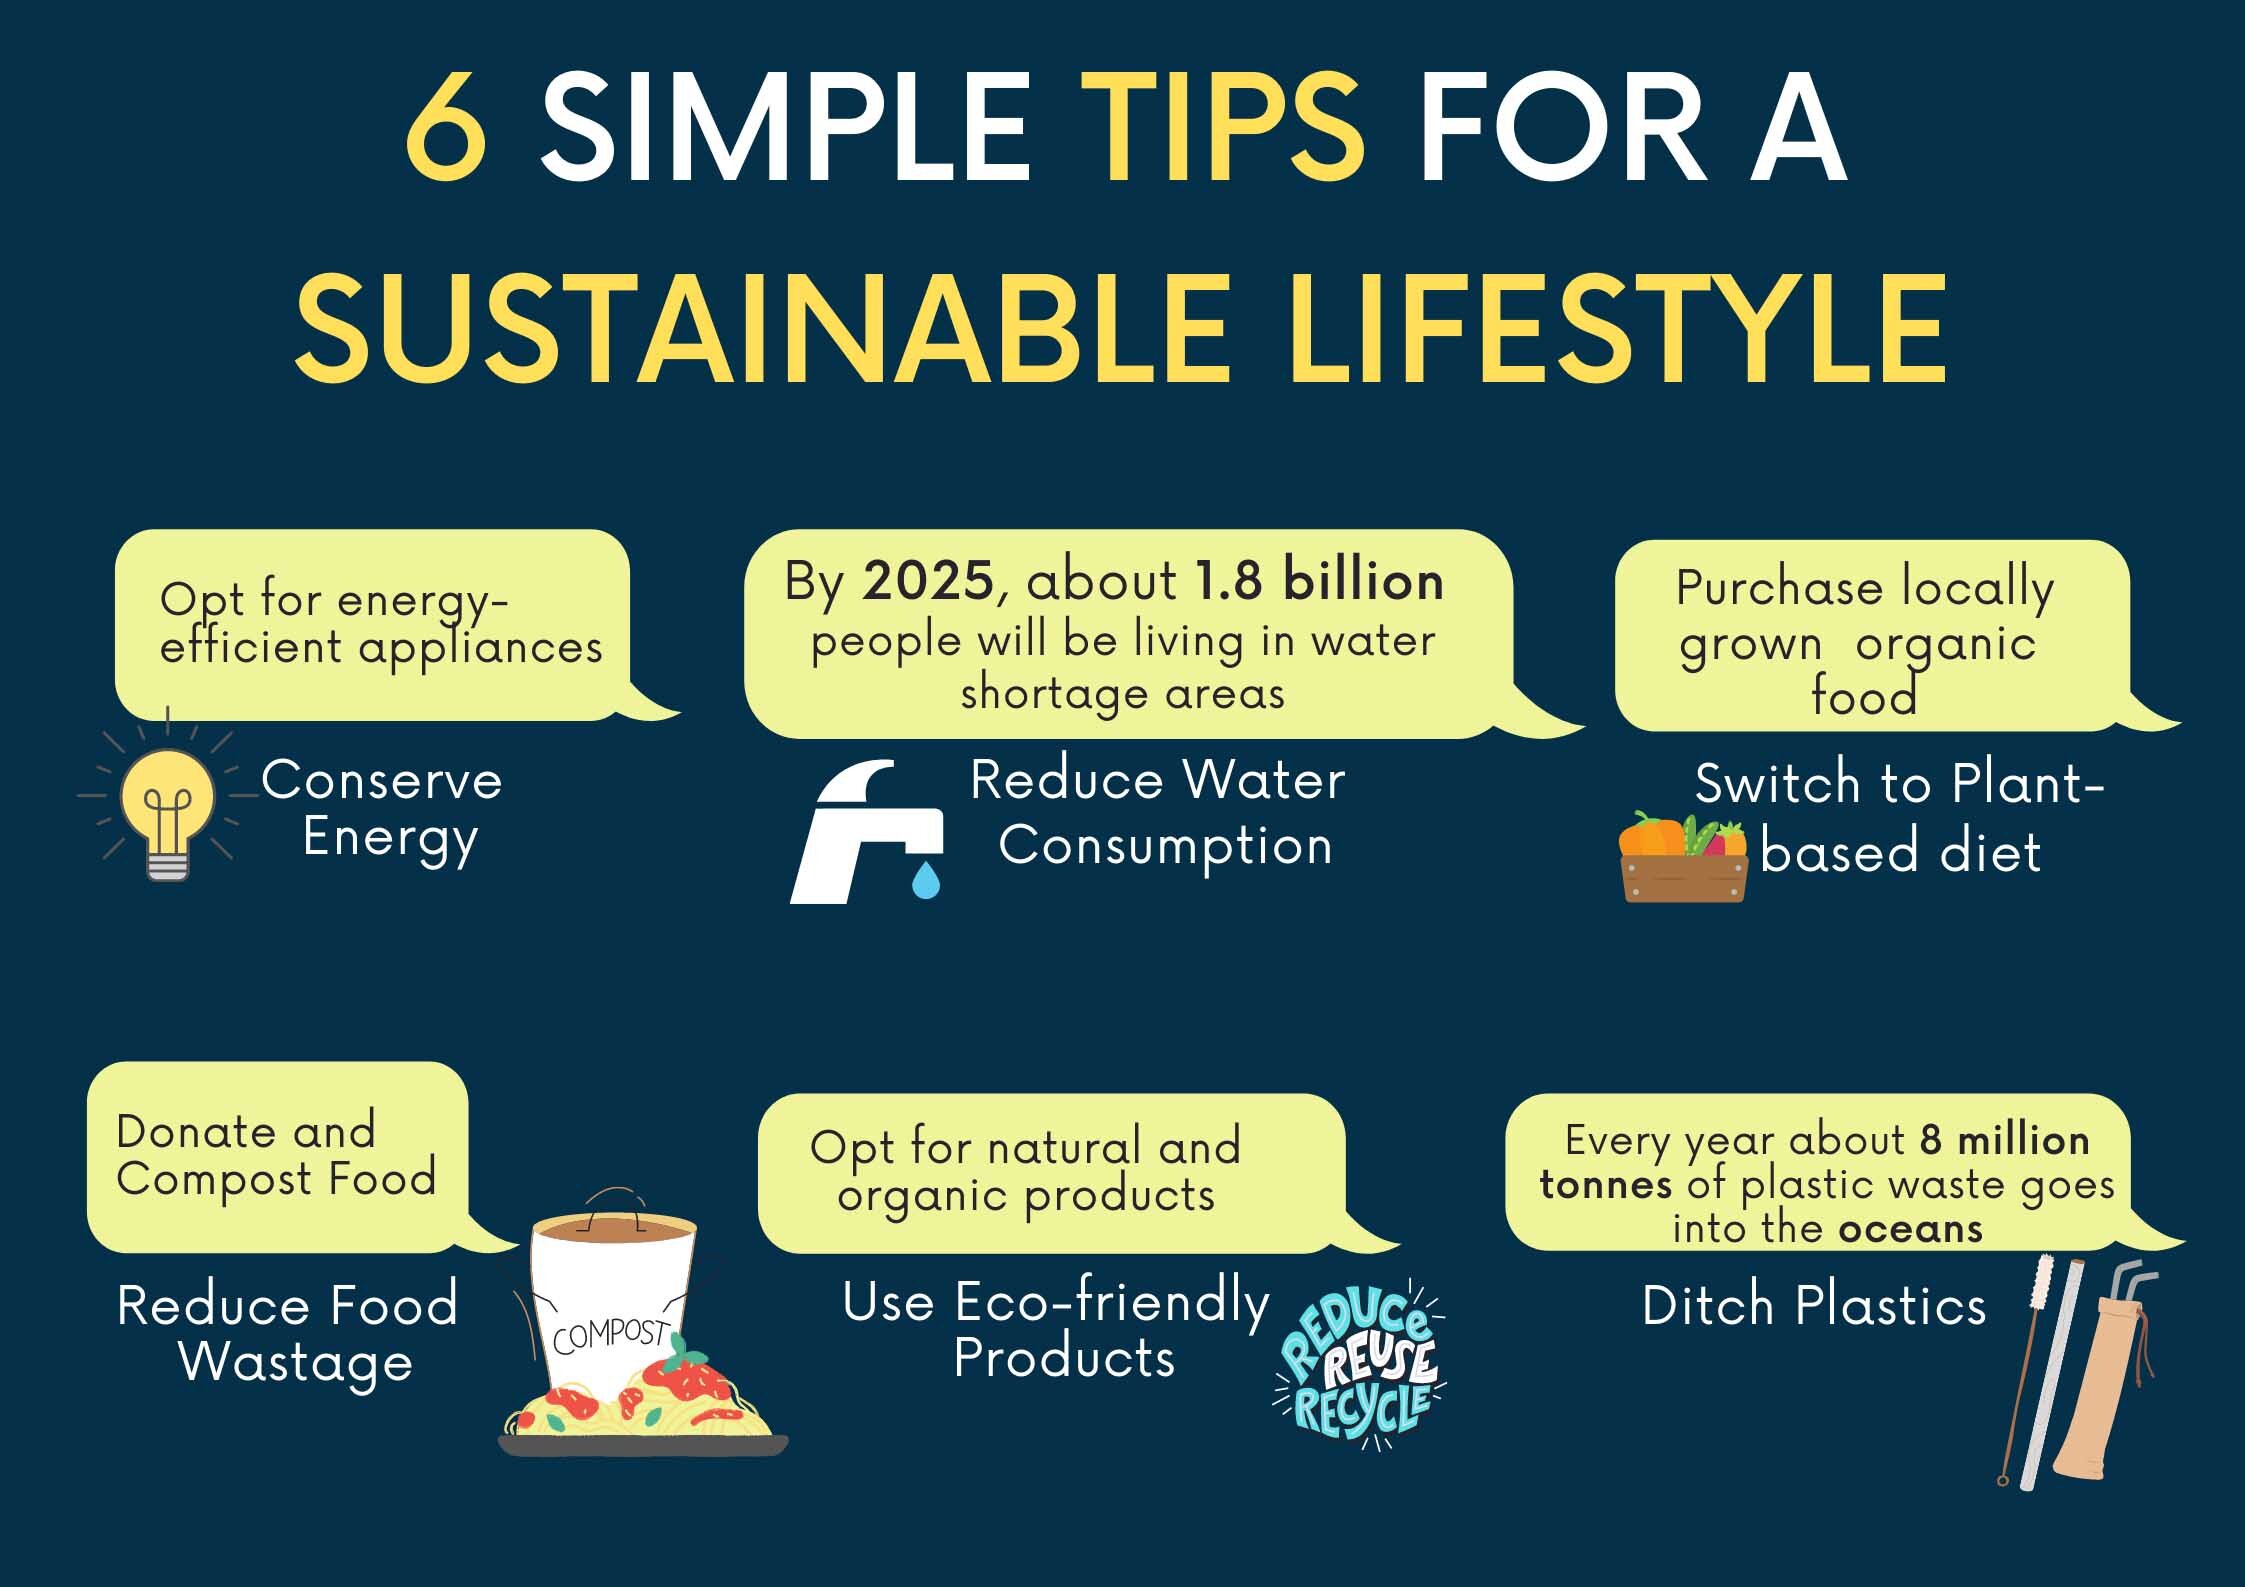 6 SIMPLE TIPS FOR A
SUSTAINABLE LIFESTYLE
Opt for energy-
efficient appliances
Conserve
Energy
By 2025, about 1.8 billion
people will be living in water
shortage areas
Reduce Water
Consumption
Purchase locally
grown organic
food
Switch to Plant-
based diet
Donate and
Compost Food
Reduce Food
Wastage
COMPOST
Opt for natural and
organic products
Use Eco-friendly
Products
REDUCe
REUSE
RECYCLE
Every year about 8 million
tonnes of plastic waste goes
into the oceans
Ditch Plastics